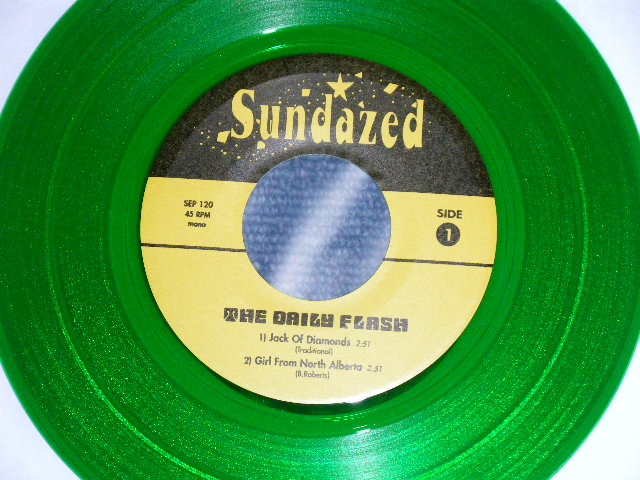 Sundazed
SEP 120
45 RPM
mono
SIDE
1
THE DAILY FLASH
1) Jack Of Diamonds 2:51
(Traditional)
2) Girl From North Alberta 2:51
(B.Roberts)